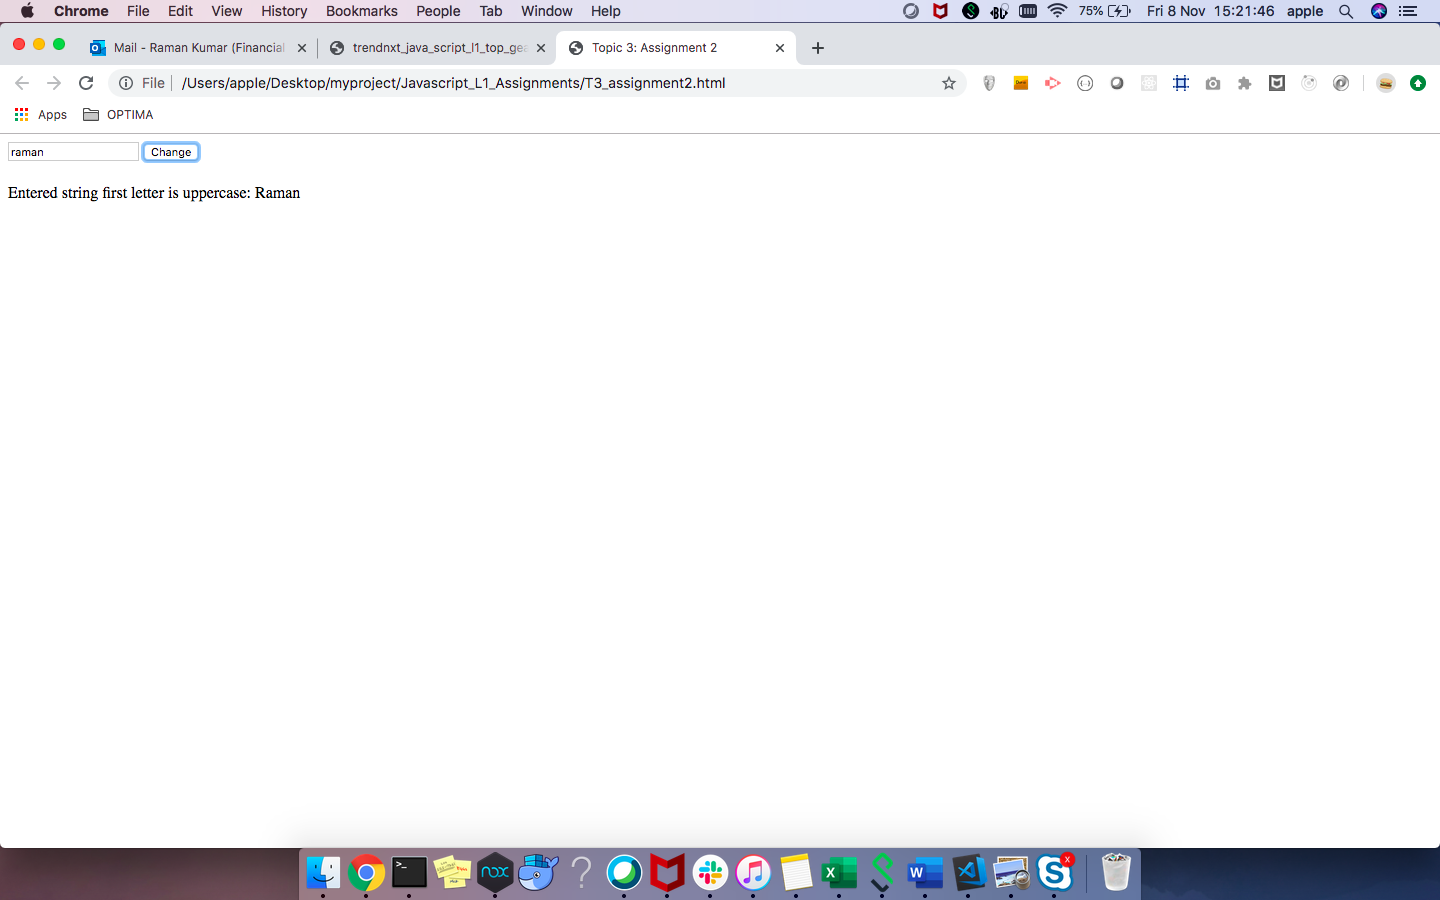 Chrome File Edit View History Bookmarks People Tab Window Help 75% Fri 8 Nov 15:21:46 apple
Mail - Raman Kumar (Financial trendnxt_java_script_l1_top_gea Topic 3: Assignment 2
File /Users/apple/Desktop/myproject/Javascript_L1_Assignments/T3_assignment2.html
Apps OPTIMA
raman Change
Entered string first letter is uppercase: Raman